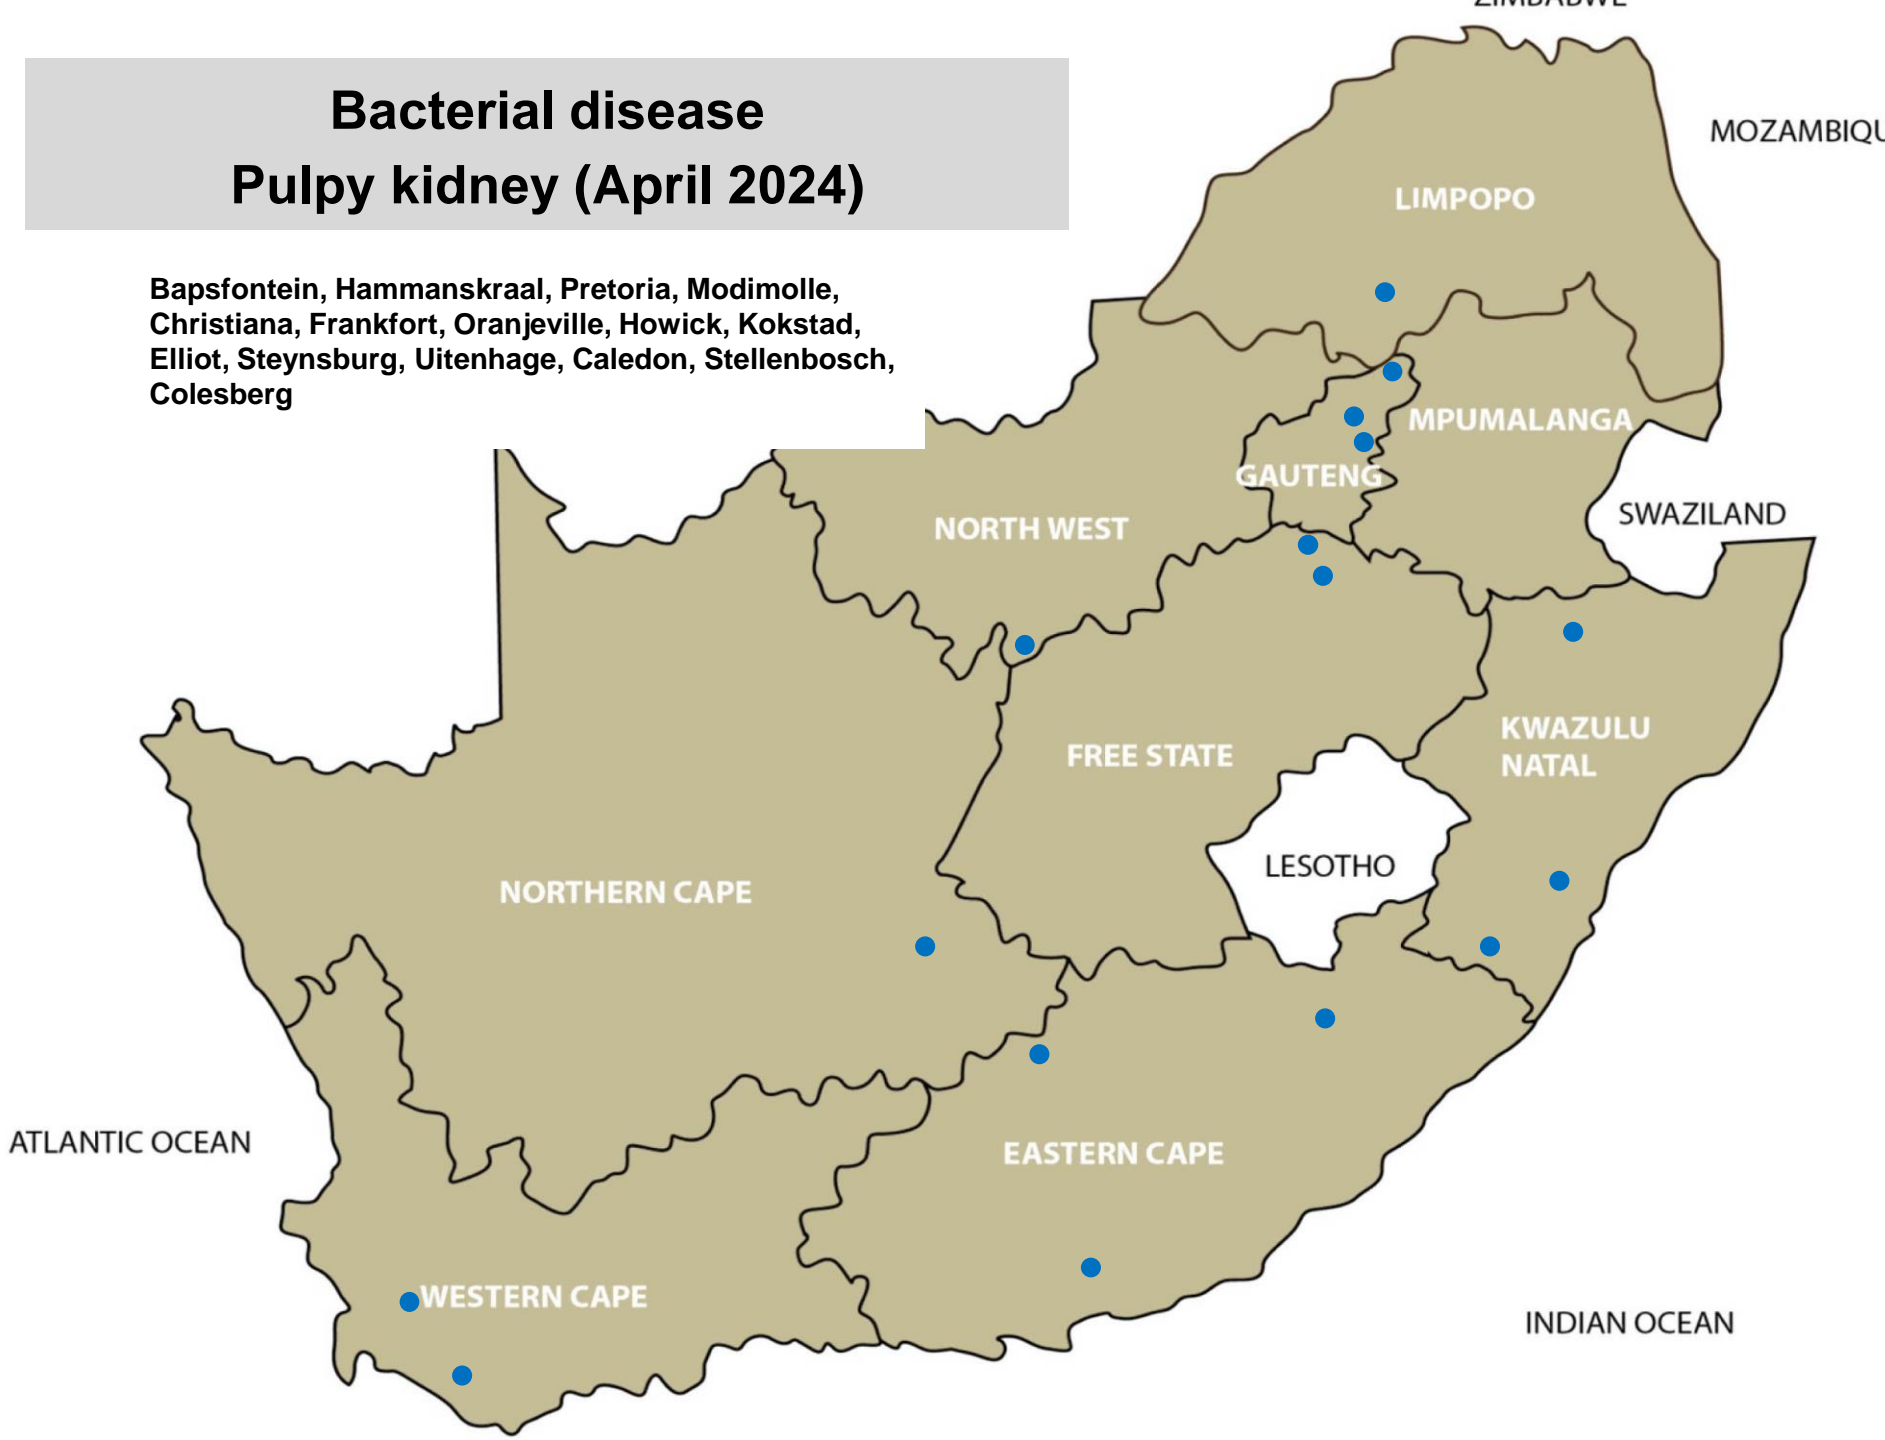 ZIMBABWE
Bacterial disease
Pulpy kidney (April 2024)
MOZAMBIQU
LIMPOPO
Bapsfontein, Hammanskraal, Pretoria, Modimolle,
Christiana, Frankfort, Oranjeville, Howick, Kokstad,
Elliot, Steynsburg, Uitenhage, Caledon, Stellenbosch,
Colesberg
MPUMALANGA
GAUTENG
NORTH WEST
SWAZILAND
KWAZULU
NATAL
FREE STATE
LESOTHO
NORTHERN CAPE
ATLANTIC OCEAN
EASTERN CAPE
WESTERN CAPE
INDIAN OCEAN